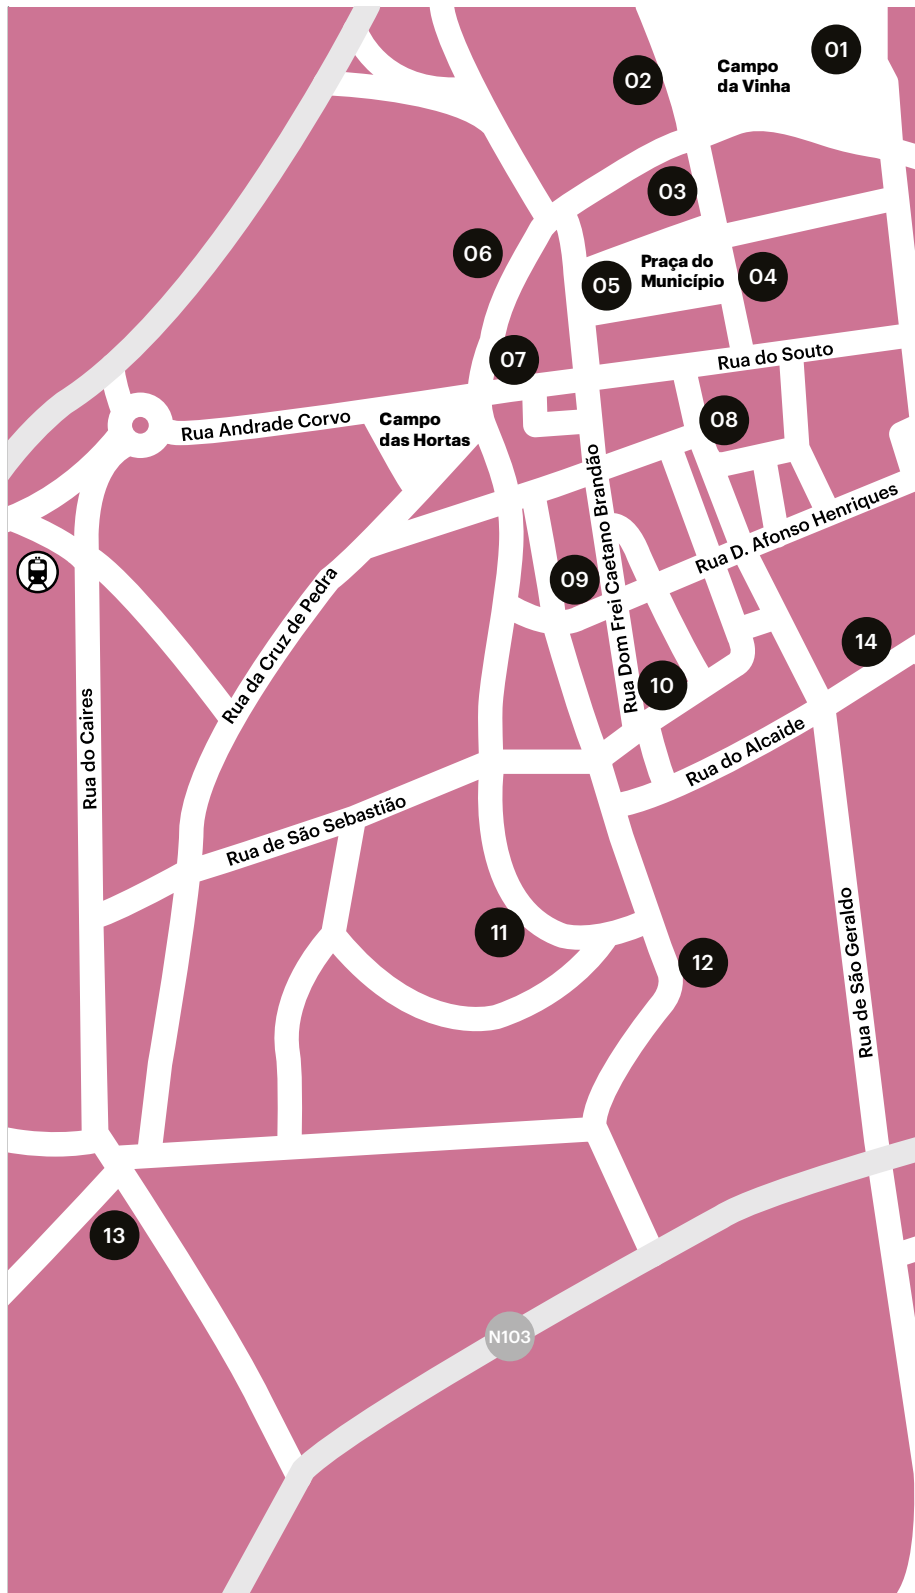 01
Campo
da Vinha
02
03
06
Praça do
Município
04
05
07
Rua do Souto
Rua Andrade Corvo
Campo
das Hortas
08
Rua Dom Frei Caetano Brandão
Rua D. Afonso Henriques
09
Rua da Cruz de Pedra
14
10
Rua do Caires
Rua do Alcaide
Rua de São Sebastião
11
12
Rua de São Geraldo
13
N103